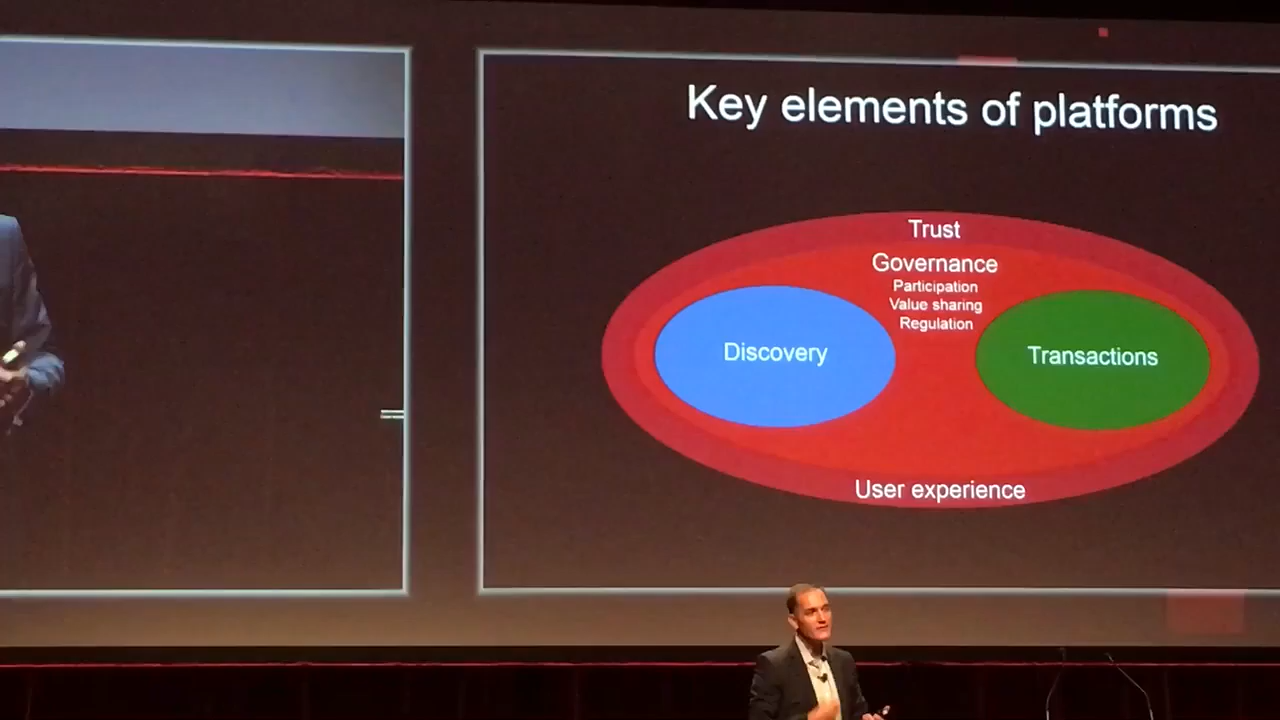 Key elements of platforms
Trust
Governance
Participation
Value sharing
Regulation
Discovery
Transactions
User experience